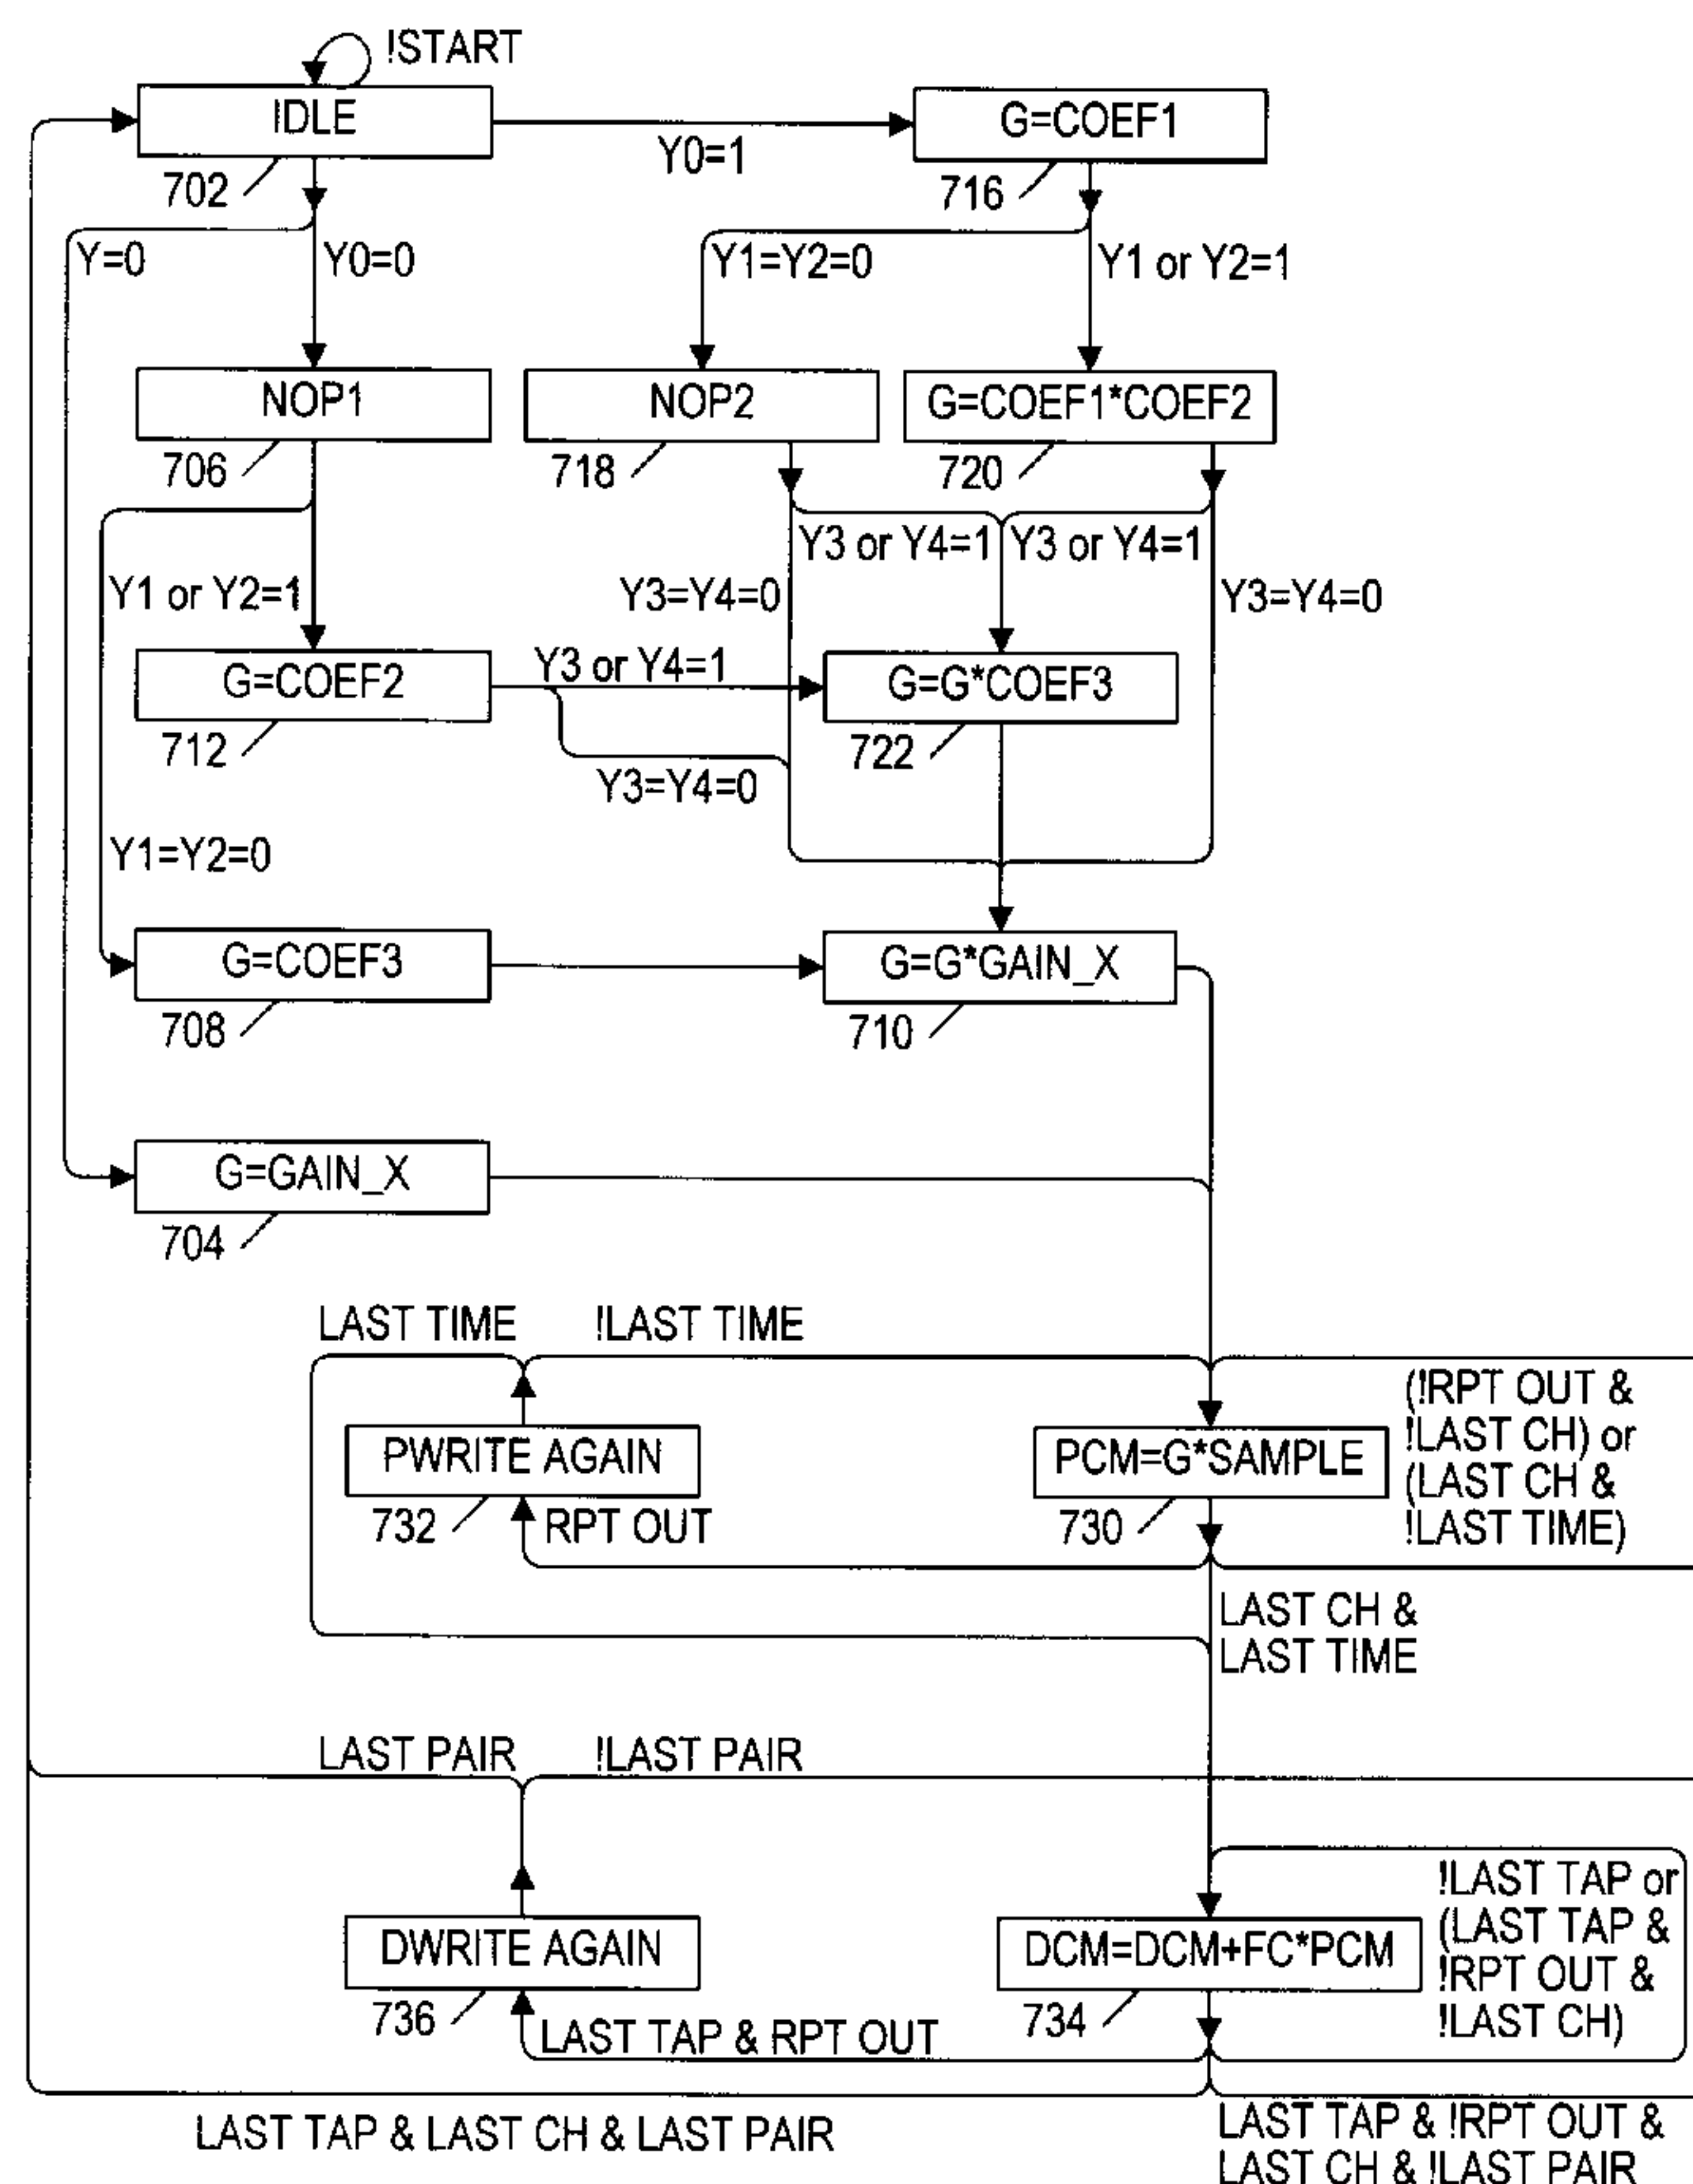 !START
IDLE
G=COEF1
Y0=1
702
716
Y=0
Y0=0
Y1=Y2=0
Y1 or Y2=1
NOP1
NOP2
G=COEF1*COEF2
706
718
720
Y3 or Y4=1
Y3 or Y4=1
Y1 or Y2=1
Y3=Y4=0
Y3=Y4=0
G=COEF2
Y3 or Y4=1
G=G*COEF3
712
722
Y3=Y4=0
Y1=Y2=0
G=COEF3
G=G*GAIN_X
708
710
G=GAIN_X
704
LAST TIME
!LAST TIME
(!RPT OUT &
!LAST CH) or
(LAST CH &
!LAST TIME)
PWRITE AGAIN
PCM=G*SAMPLE
732
RPT OUT
730
LAST CH &
LAST TIME
LAST PAIR
!LAST PAIR
!LAST TAP or
(LAST TAP &
!RPT OUT &
!LAST CH)
DWRITE AGAIN
DCM=DCM+FC*PCM
736
LAST TAP & RPT OUT
734
LAST TAP & LAST CH & LAST PAIR
LAST TAP & !RPT OUT &
LAST CH & !LAST PAIR